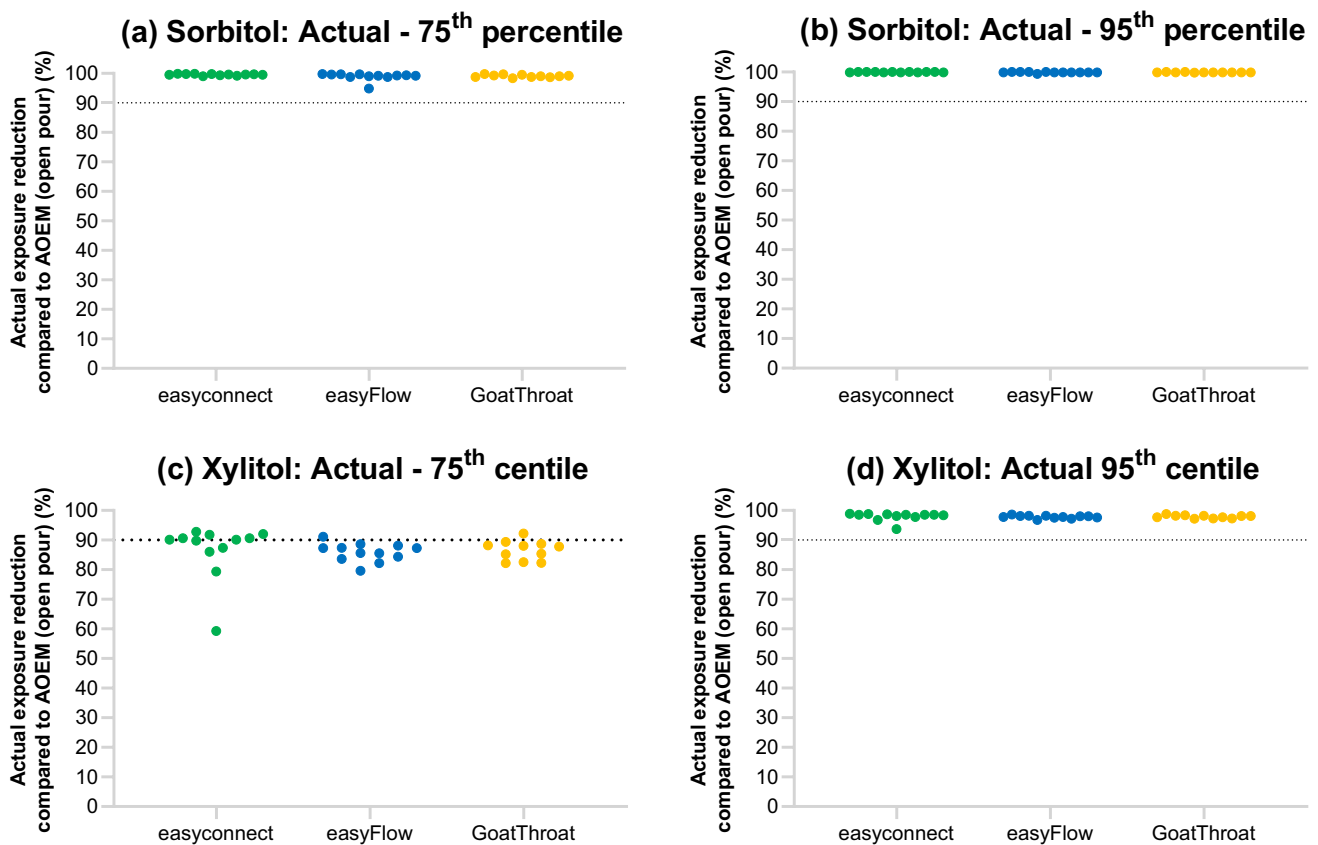 (a) Sorbitol: Actual - 75th percentile
Actual exposure reduction
compared to AOEM (open pour) (%)
100
90
80
70
60
50
40
30
20
10
0
easyconnect
easyFlow
GoatThroat
(b) Sorbitol: Actual - 95th percentile
Actual exposure reduction
compared to AOEM (open pour) (%)
100
90
80
70
60
50
40
30
20
10
0
easyconnect
easyFlow
GoatThroat
(c) Xylitol: Actual - 75th centile
Actual exposure reduction
compared to AOEM (open pour) (%)
100
90
80
70
60
50
40
30
20
10
0
easyconnect
easyFlow
GoatThroat
(d) Xylitol: Actual 95th centile
Actual exposure reduction
compared to AOEM (open pour) (%)
100
90
80
70
60
50
40
30
20
10
0
easyconnect
easyFlow
GoatThroat